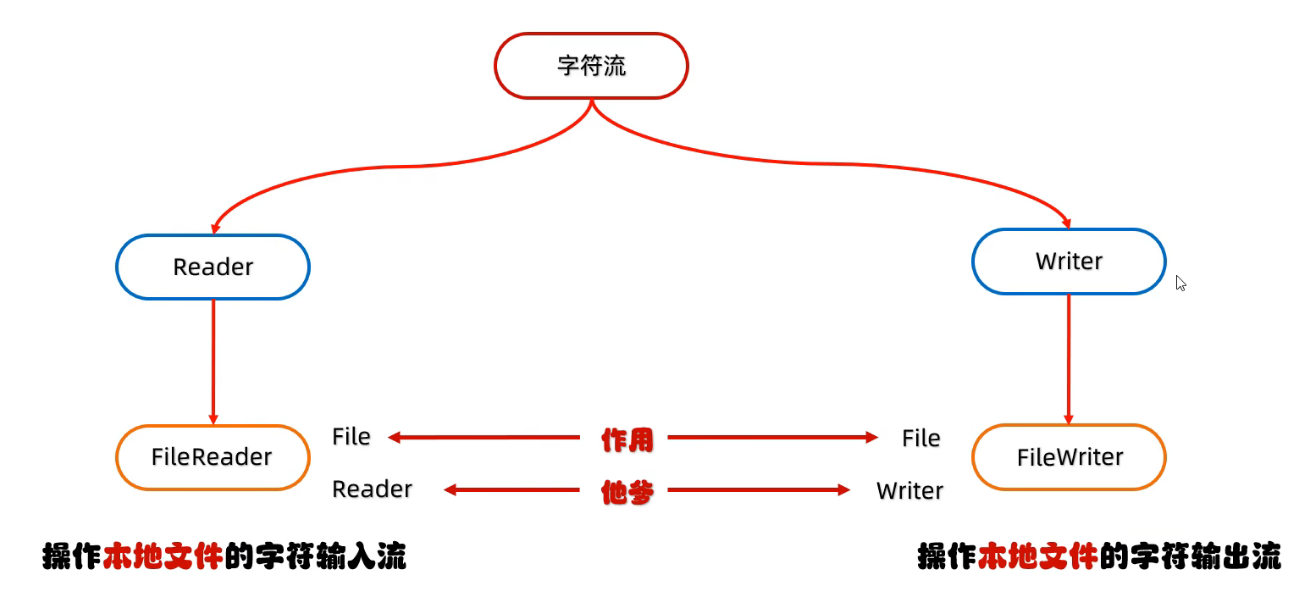 字符流
Reader
Writer
FileReader
File
作用
File
FileWriter
Reader
他爹
Writer
操作本地文件的字符输入流
操作本地文件的字符输出流